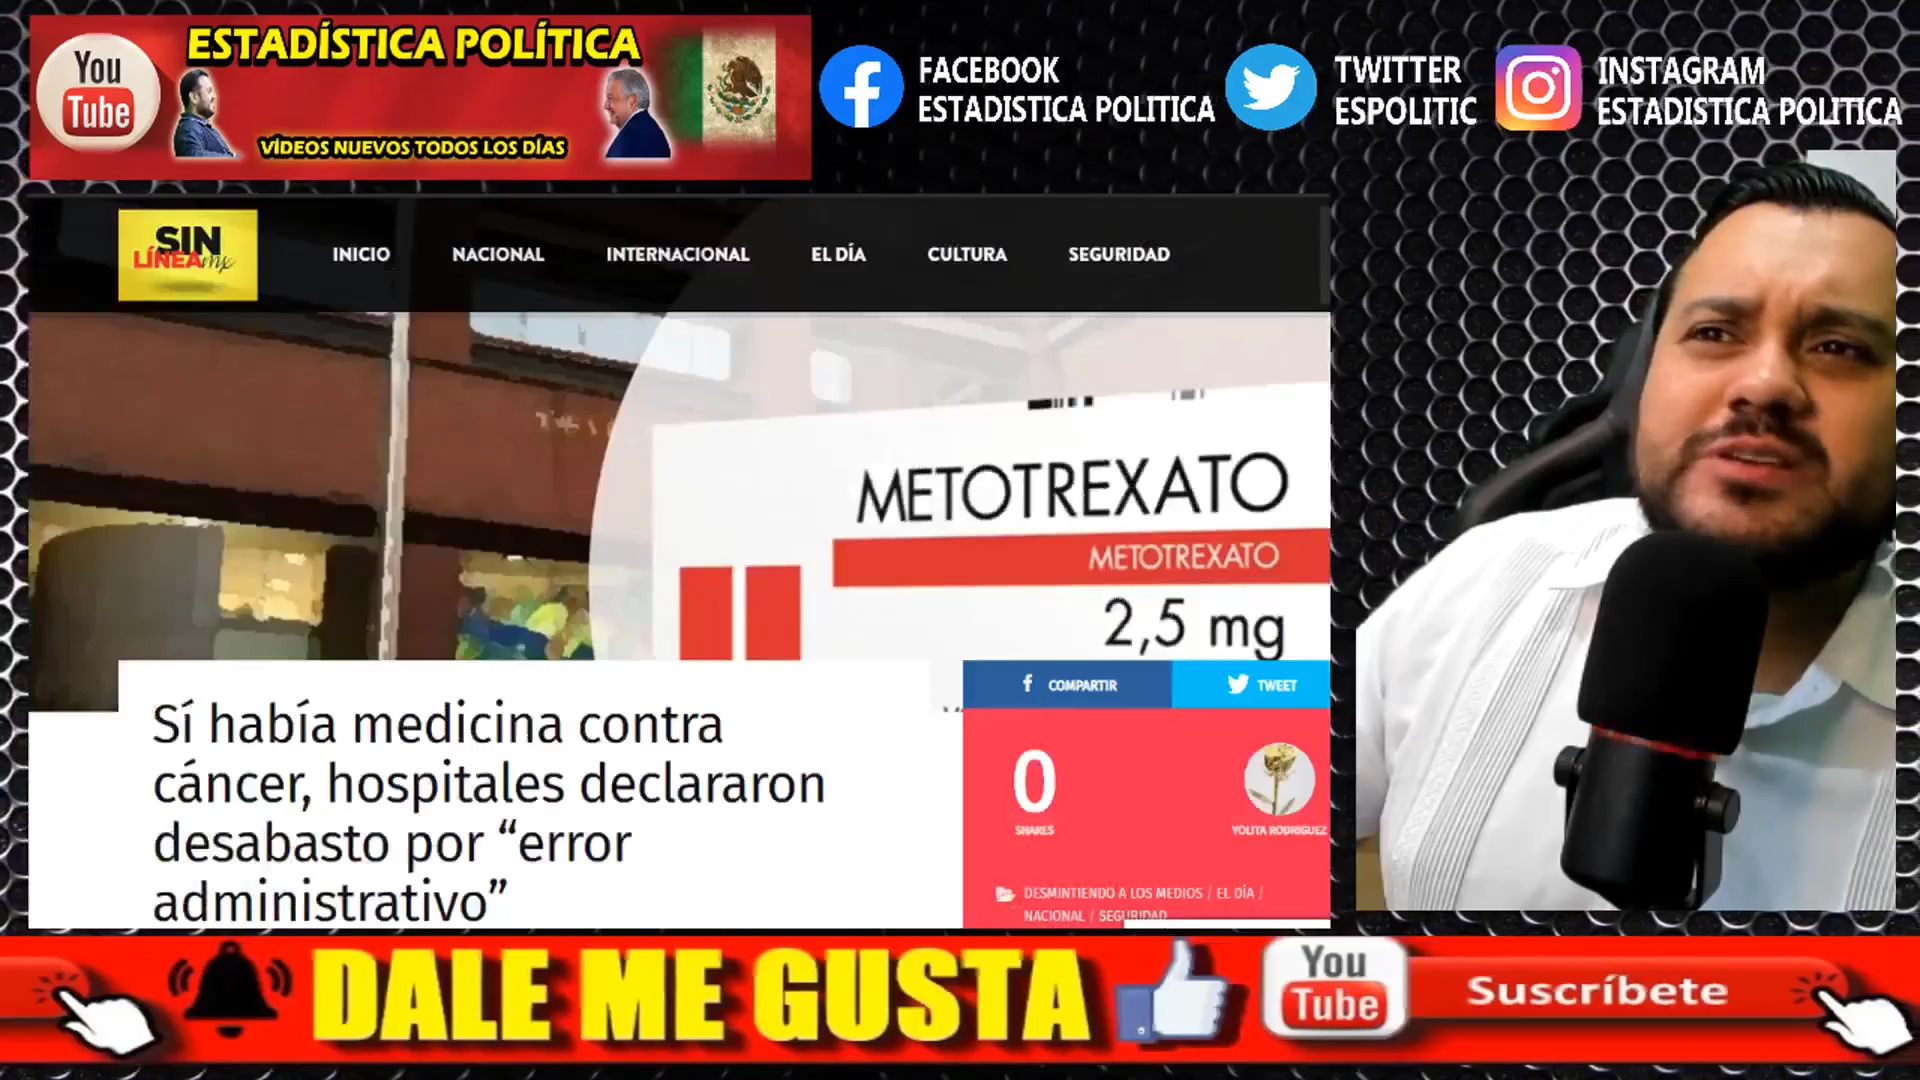 You
Tube
ESTADÍSTICA POLÍTICA
VÍDEOS NUEVOS TODOS LOS DÍAS
FACEBOOK
ESTADISTICA POLITICA
TWITTER
ESPOLITIC
INSTAGRAM
ESTADISTICA POLITICA
SIN
LÍNEA mx
INICIO
NACIONAL
INTERNACIONAL
EL DÍA
CULTURA
SEGURIDAD
METOTREXATO
METOTREXATO
2,5 mg
Sí había medicina contra
cáncer, hospitales declararon
desabasto por “error
administrativo”
COMPARTIR
TWEET
0
SHARES
YOLITA RODRIGUEZ
DESMINTIENDO A LOS MEDIOS / EL DÍA /
NACIONAL / SEGURIDAD
DALE ME GUSTA
You
Tube
Suscríbete